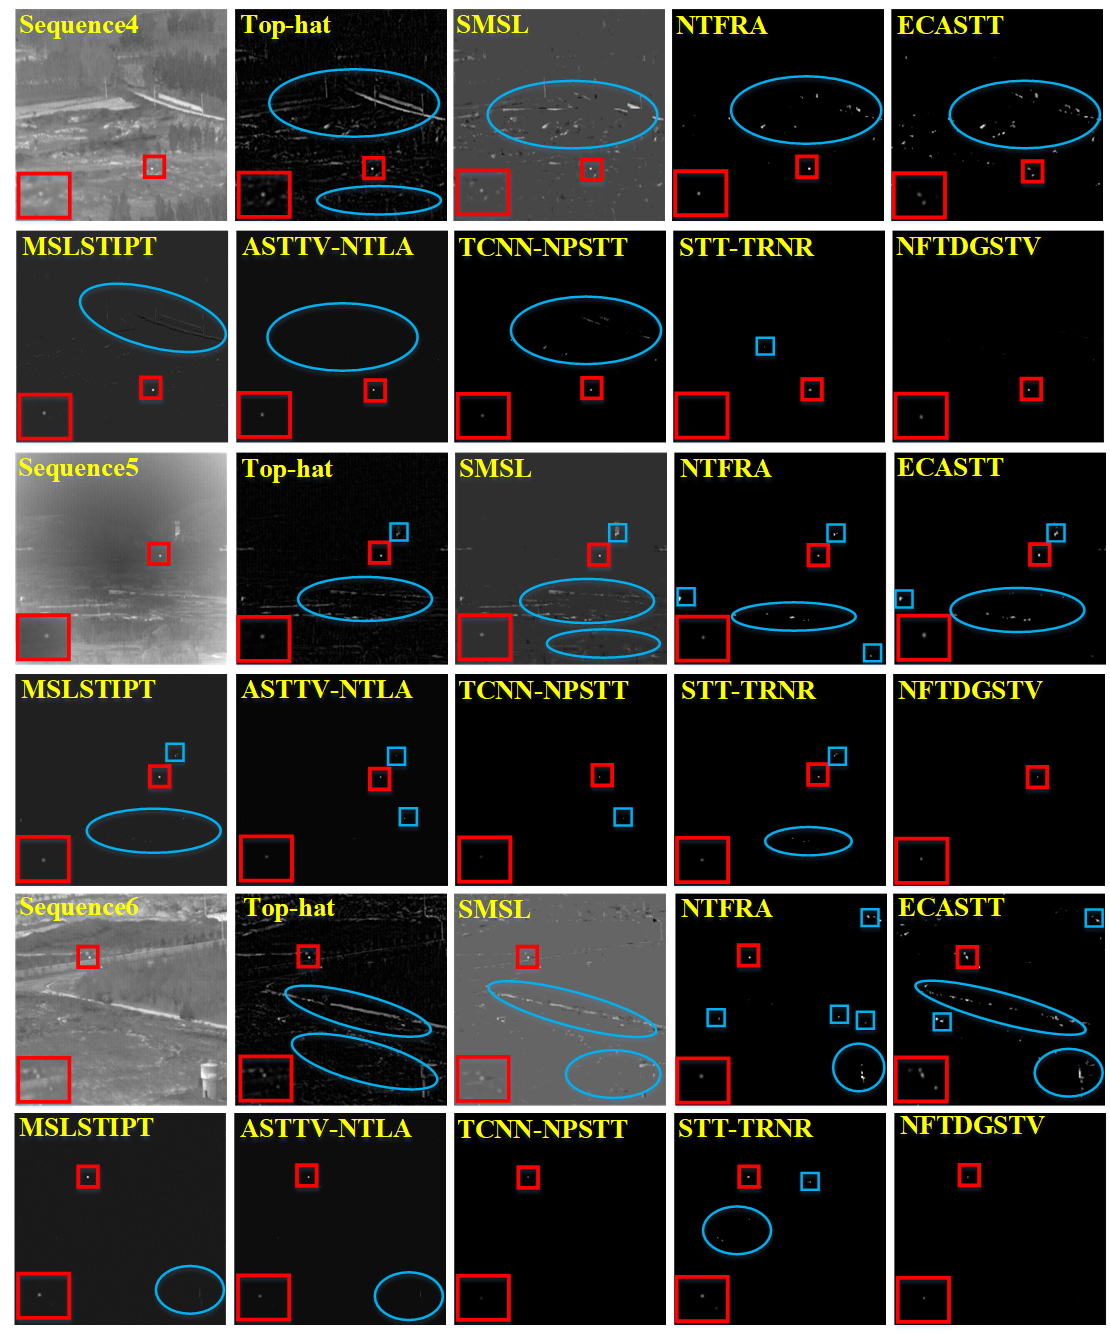 Sequence4 Top-hat SMSL NTFRA ECASTT
MSLSTIPT ASTTV-NTLA TCNN-NPSTT STT-TRNR NFTDGSTV
Sequence5 Top-hat SMSL NTFRA ECASTT
MSLSTIPT ASTTV-NTLA TCNN-NPSTT STT-TRNR NFTDGSTV
Sequence6 Top-hat SMSL NTFRA ECASTT
MSLSTIPT ASTTV-NTLA TCNN-NPSTT STT-TRNR NFTDGSTV